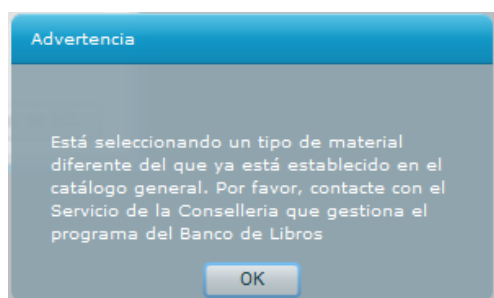 Advertencia
Está seleccionando un tipo de material
diferente del que ya está establecido en el
catálogo general. Por favor, contacte con el
Servicio de la Conselleria que gestiona el
programa del Banco de Libros
OK